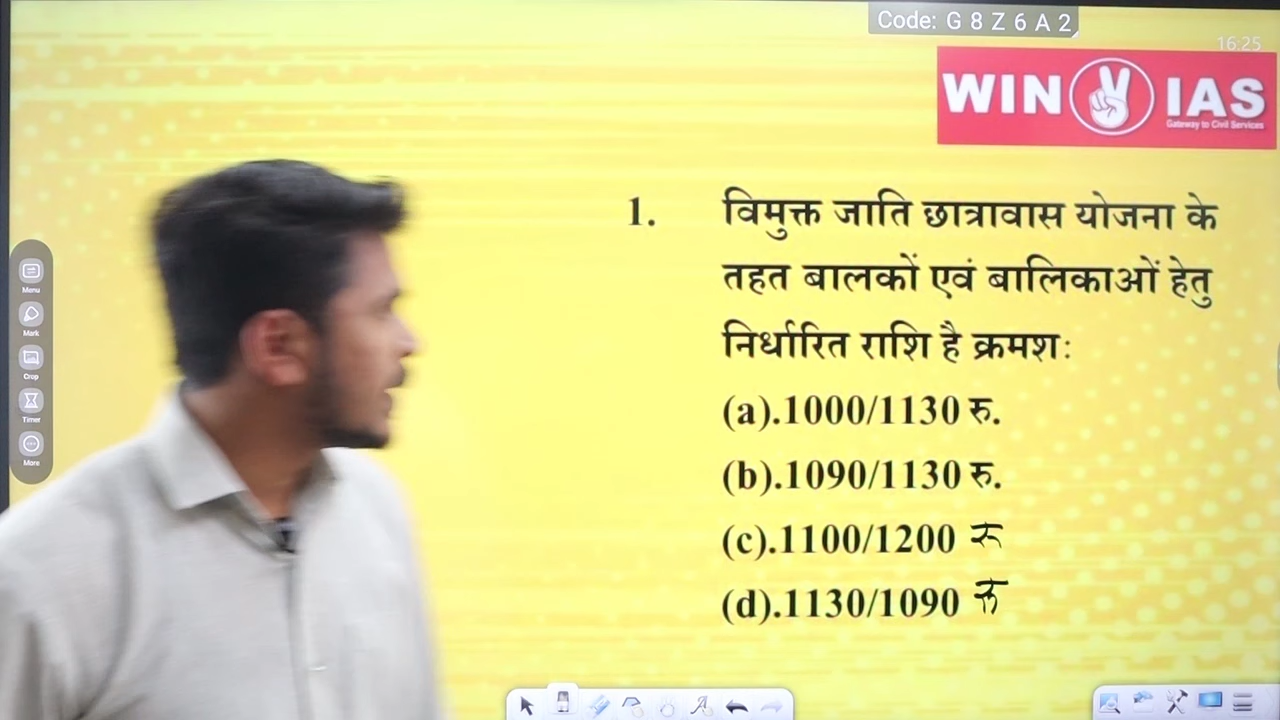 Code: G 8 Z 6 A 2
16:25
WIN IAS
Gateway to Civil Services
1. विमुक्त जाति छात्रावास योजना के
तहत बालकों एवं बालिकाओं हेतु
निर्धारित राशि है क्रमशः
(a).1000/1130 रु.
(b).1090/1130 रु.
(c).1100/1200 रु
(d).1130/1090 रु
Menu
Mark
Crop
Timer
More